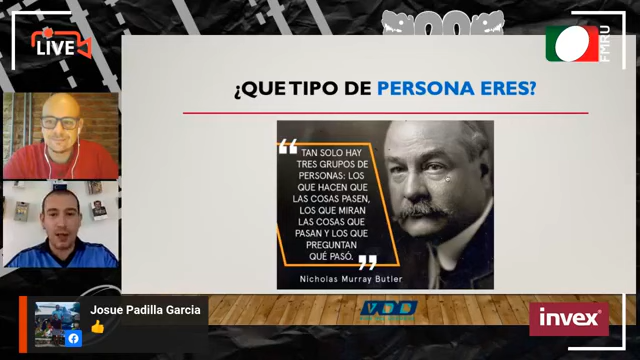 LIVE
FMRU
¿QUE TIPO DE PERSONA ERES?
“ TAN SOLO HAY
TRES GRUPOS DE
PERSONAS: LOS
QUE HACEN QUE
LAS COSAS PASEN,
LOS QUE MIRAN
LAS COSAS QUE
PASAN Y LOS QUE
PREGUNTAN
QUÉ PASÓ. ”
Nicholas Murray Butler
Josue Padilla Garcia
👍
invex